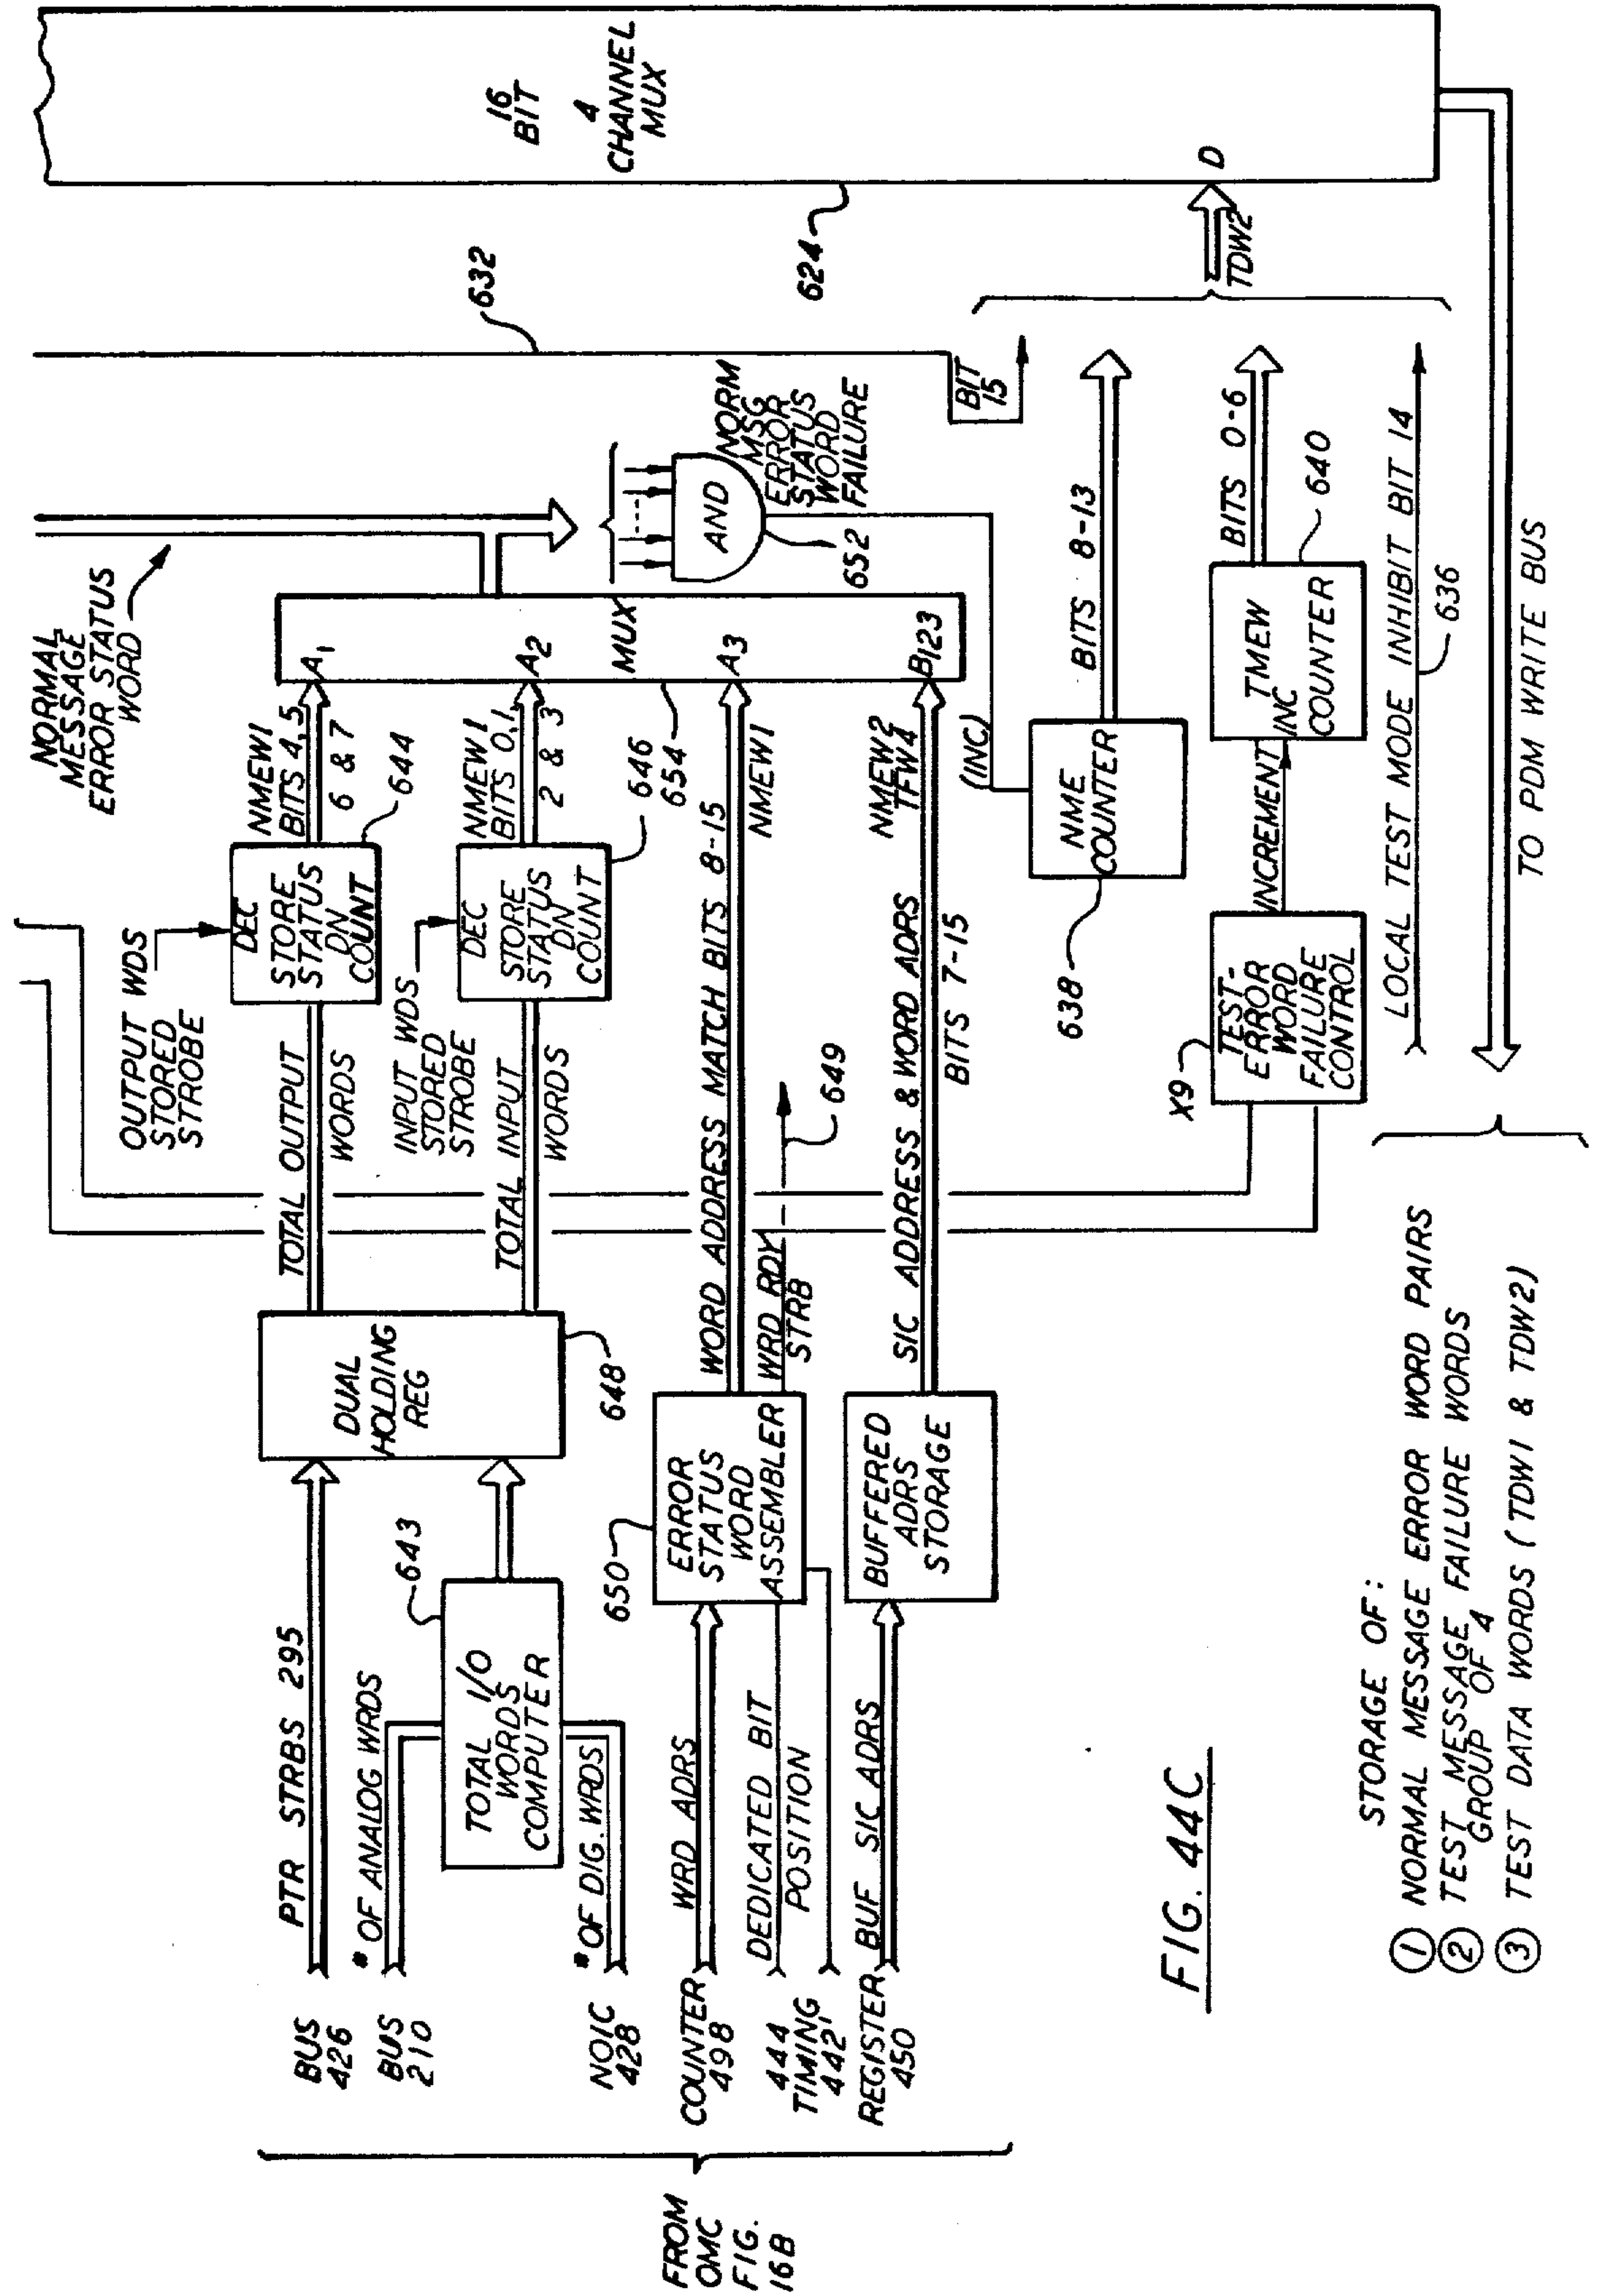 FROM
OMC
FIG.
16B
BUS
426
BUS
210
NOIC
428
COUNTER
498
444
TIMING
442'
REGISTER
450
PTR STRBS 295
# OF ANALOG WRDS
# OF DIG. WRDS
WRD ADRS
DEDICATED BIT
POSITION
BUF SIC ADRS
643
TOTAL I/O
WORDS
COMPUTER
DUAL
HOLDING
REG
648
650
ERROR
STATUS
WORD
ASSEMBLER
BUFFERED
ADRS
STORAGE
OUTPUT WDS
STORED
STROBE
TOTAL OUTPUT
WORDS
INPUT WDS
STORED
STROBE
TOTAL INPUT
WORDS
WORD ADDRESS MATCH BITS 8-15
WRD RDY
STRB
649
SIC ADDRESS & WORD ADRS
BITS 7-15
DEC
STORE
STATUS
DN
COUNT
644
DEC
STORE
STATUS
DN
COUNT
646
654
NORMAL
MESSAGE
ERROR STATUS
WORD
NMEW1
BITS 4,5
6 & 7
NMEW1
BITS 0,1
2 & 3
NMEW1
NMEW2
TFW4
A1
A2
MUX
A3
B123
AND
652
NORM
MSG
ERROR
STATUS
WORD
FAILURE
632
624
16
BIT
4
CHANNEL
MUX
D
TDW2
BIT
15
(INC)
NME
COUNTER
638
BITS 8-13
X9
TEST-
ERROR
WORD
FAILURE
CONTROL
INCREMENT
TMEW
INC
COUNTER
640
BITS 0-6
LOCAL TEST MODE INHIBIT BIT 14
636
TO PDM WRITE BUS
FIG. 44C
STORAGE OF:
① NORMAL MESSAGE ERROR WORD PAIRS
② TEST MESSAGE FAILURE WORDS
GROUP OF 4
③ TEST DATA WORDS (TDW1 & TDW2)